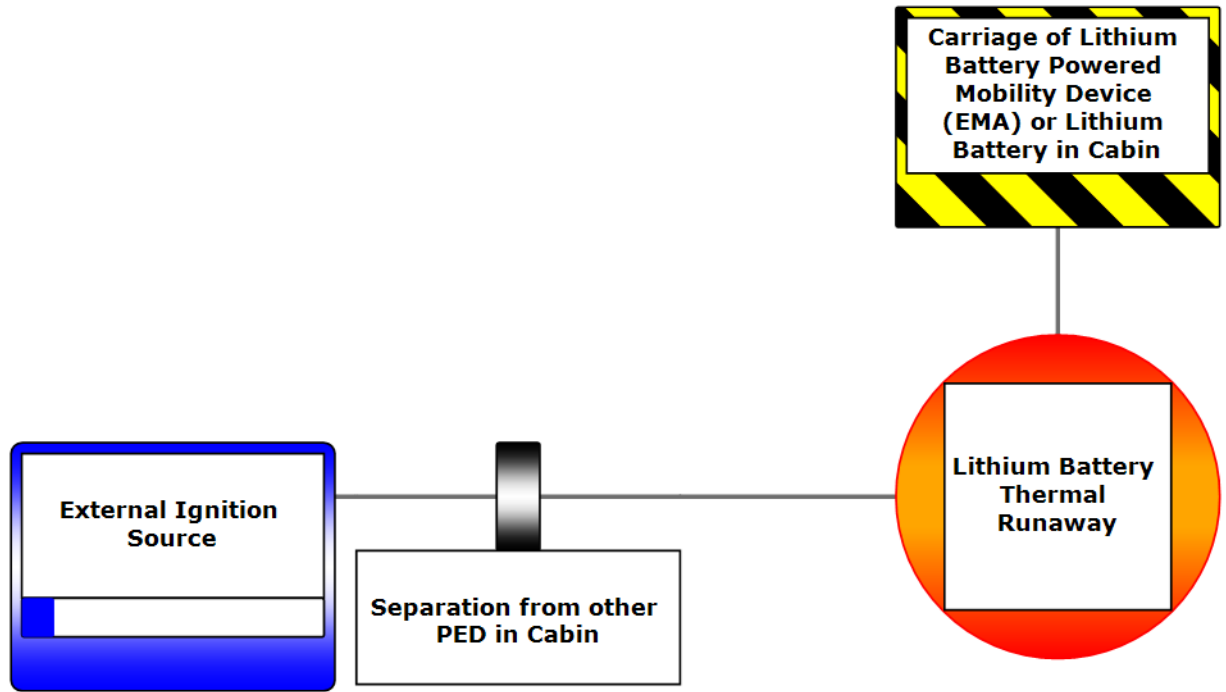 Carriage of Lithium
Battery Powered
Mobility Device
(EMA) or Lithium
Battery in Cabin
External Ignition
Source
Separation from other
PED in Cabin
Lithium Battery
Thermal
Runaway